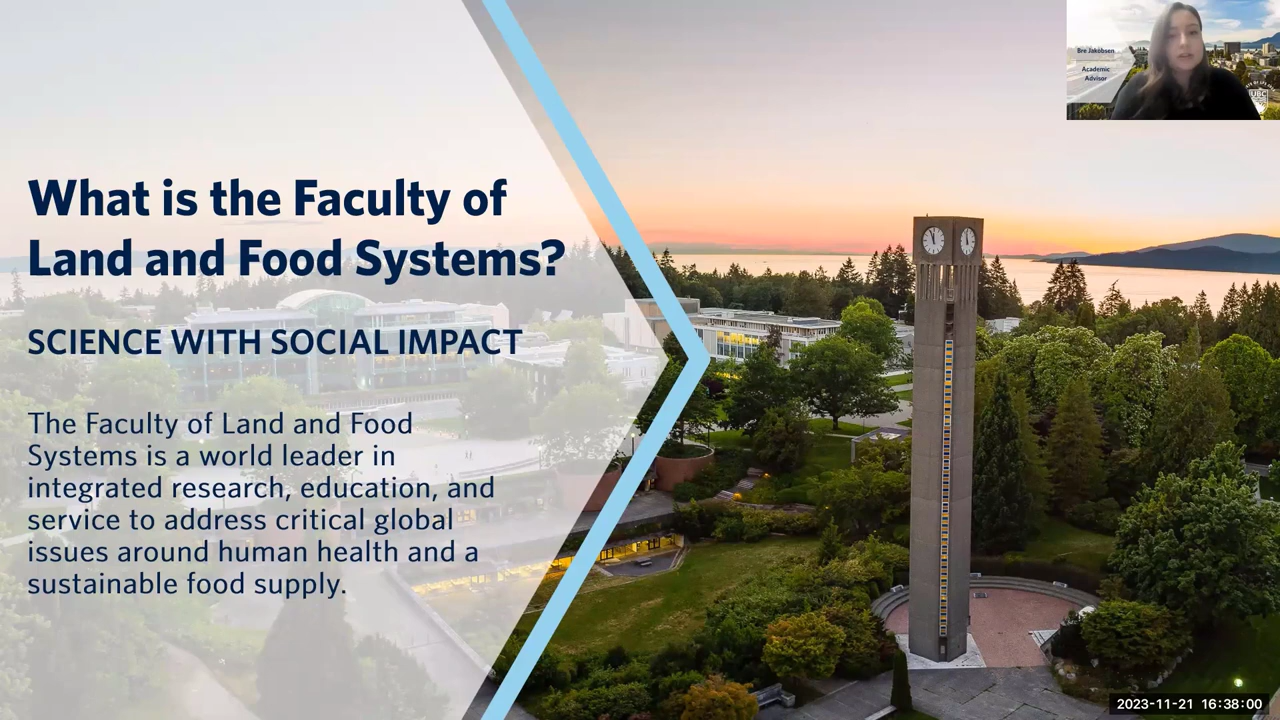 What is the Faculty of
Land and Food Systems?
SCIENCE WITH SOCIAL IMPACT
The Faculty of Land and Food
Systems is a world leader in
integrated research, education, and
service to address critical global
issues around human health and a
sustainable food supply.
Bre Jakobsen
Academic
Advisor
UBC
2023-11-21 16:38:00